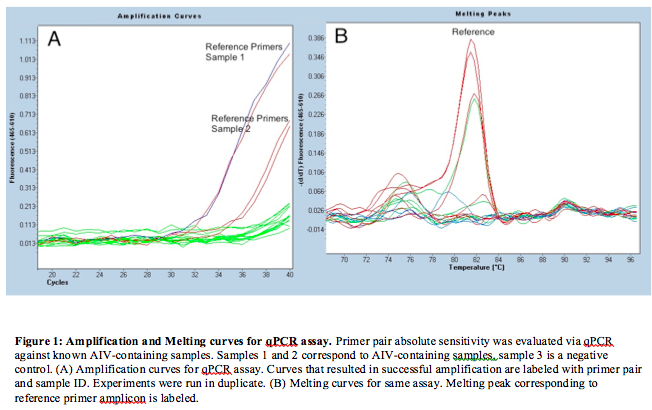 Amplification Curves
A
Reference Primers
Sample 1
Reference Primers,
Sample 2
Fluorescence (465-610)
1.113
1.013
0.913
0.813
0.713
0.613
0.513
0.413
0.313
0.213
0.113
0.013
20 22 24 26 28 30 32 34 36 38 40
Cycles
Melting Peaks
B
Reference
-(d/dT) Fluorescence (465-610)
0.386
0.346
0.306
0.266
0.226
0.186
0.146
0.106
0.066
0.026
-0.014
70 72 74 76 78 80 82 84 86 88 90 92 94 96
Temperature (°C)
Figure 1: Amplification and Melting curves for qPCR assay. Primer pair absolute sensitivity was evaluated via qPCR
against known AIV-containing samples. Samples 1 and 2 correspond to AIV-containing samples, sample 3 is a negative
control. (A) Amplification curves for qPCR assay. Curves that resulted in successful amplification are labeled with primer pair
and sample ID. Experiments were run in duplicate. (B) Melting curves for same assay. Melting peak corresponding to
reference primer amplicon is labeled.